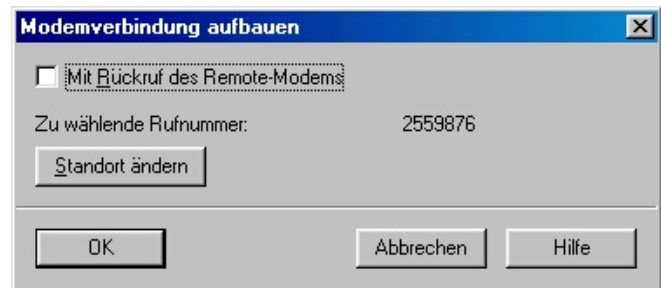 Modemverbindung aufbauen
Mit Rückruf des Remote-Modems
Zu wählende Rufnummer: 2559876
Standort ändern
OK Abbrechen Hilfe